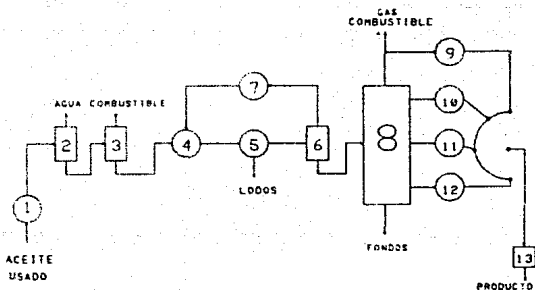 GAS
COMBUSTIBLE
9
7
AGUA COMBUSTIBLE
10
2
3
4
5
6
8
11
12
LODOS
1
FONDOS
ACEITE
USADO
13
PRODUCTO